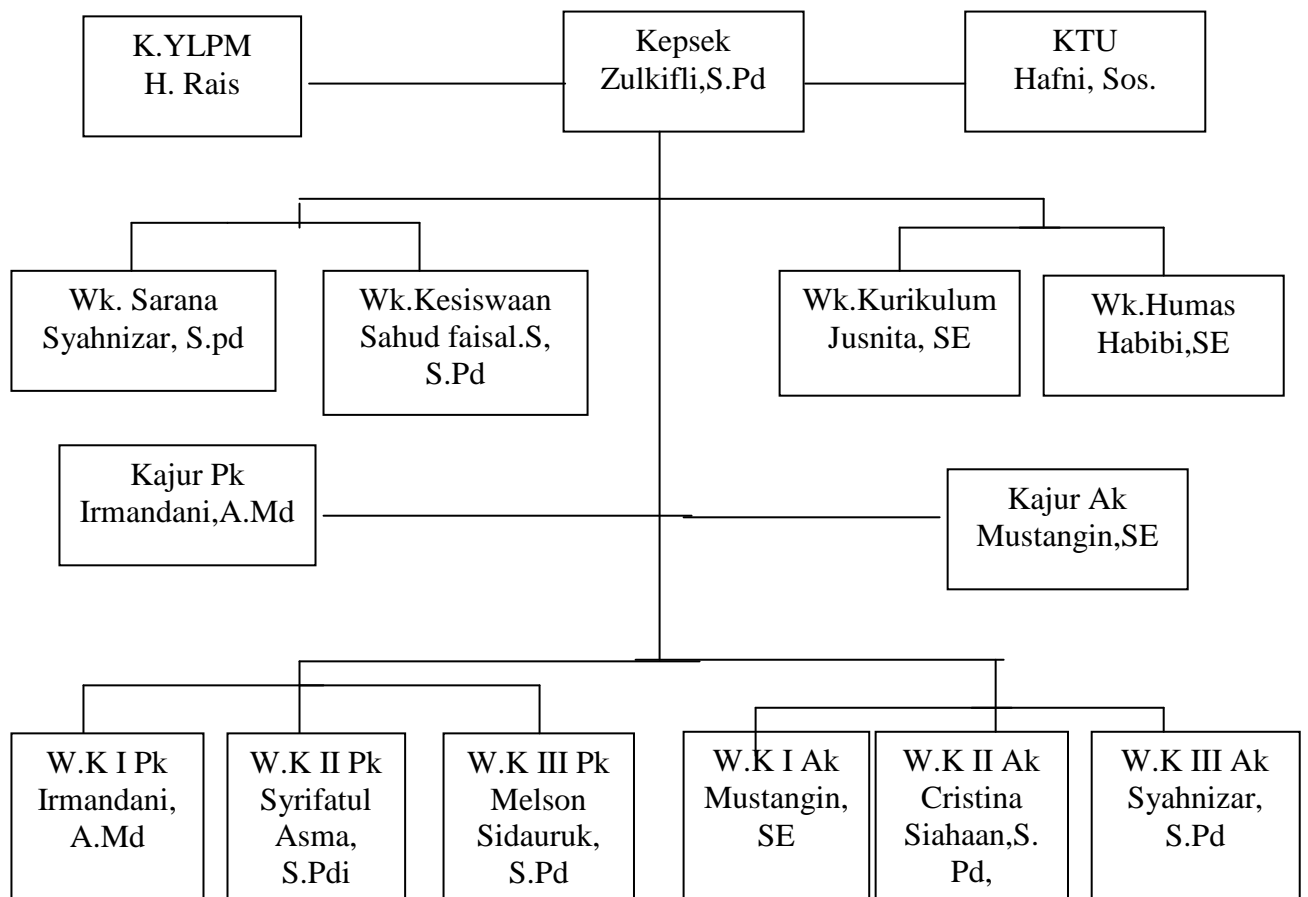 K.YLPM
H. Rais
Kepsek
Zulkifli,S.Pd
KTU
Hafni, Sos.
Wk. Sarana
Syahnizar, S.pd
Wk.Kesiswaan
Sahud faisal.S,
S.Pd
Wk.Kurikulum
Jusnita, SE
Wk.Humas
Habibi,SE
Kajur Pk
Irmandani,A.Md
Kajur Ak
Mustangin,SE
W.K I Pk
Irmandani,
A.Md
W.K II Pk
Syrifatul
Asma,
S.Pdi
W.K III Pk
Melson
Sidauruk,
S.Pd
W.K I Ak
Mustangin,
SE
W.K II Ak
Cristina
Siahaan,S.
Pd,
W.K III Ak
Syahnizar,
S.Pd